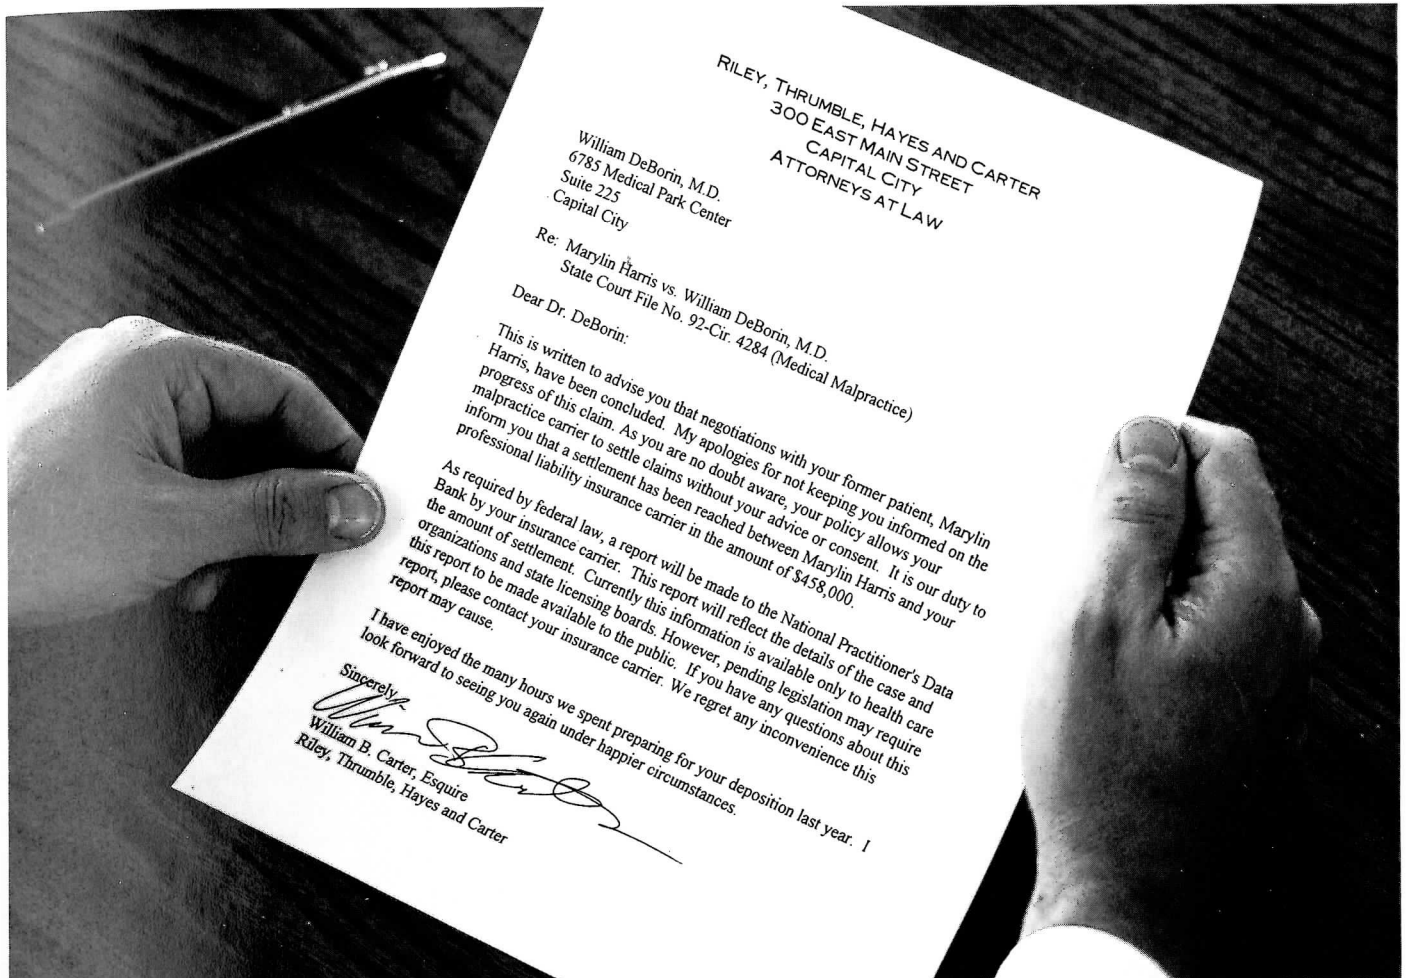 RILEY, THRUMBLE, HAYES AND CARTER
300 EAST MAIN STREET
CAPITAL CITY
ATTORNEYS AT LAW
William DeBorin, M.D.
6785 Medical Park Center
Suite 225
Capital City
Re: Marylin Harris vs. William DeBorin, M.D.
State Court File No. 92-Cir. 4284 (Medical Malpractice)
Dear Dr. DeBorin:
This is written to advise you that negotiations with your former patient, Marylin
Harris, have been concluded. My apologies for not keeping you informed on the
progress of this claim. As you are no doubt aware, your policy allows your
malpractice carrier to settle claims without your advice or consent. It is our duty to
inform you that a settlement has been reached between Marylin Harris and your
professional liability insurance carrier in the amount of $458,000.
As required by federal law, a report will be made to the National Practitioner's Data
Bank by your insurance carrier. This report will reflect the details of the case and
the amount of settlement. Currently this information is available only to health care
organizations and state licensing boards. However, pending legislation may require
this report to be made available to the public. If you have any questions about this
report, please contact your insurance carrier. We regret any inconvenience this
report may cause.
I have enjoyed the many hours we spent preparing for your deposition last year. I
look forward to seeing you again under happier circumstances.
Sincerely,
William B. Carter, Esquire
Riley, Thrumble, Hayes and Carter